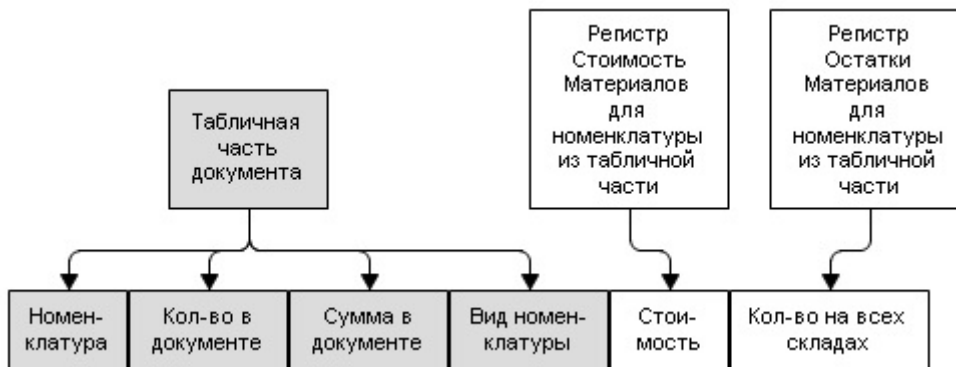 Табличная
часть
документа
Регистр
Стоимость
Материалов
для
номенклатуры
из табличной
части
Регистр
Остатки
Материалов
для
номенклатуры
из табличной
части
Номен-
клатура
Кол-во в
документе
Сумма в
документе
Вид номен-
клатуры
Стои-
мость
Кол-во на всех
складах